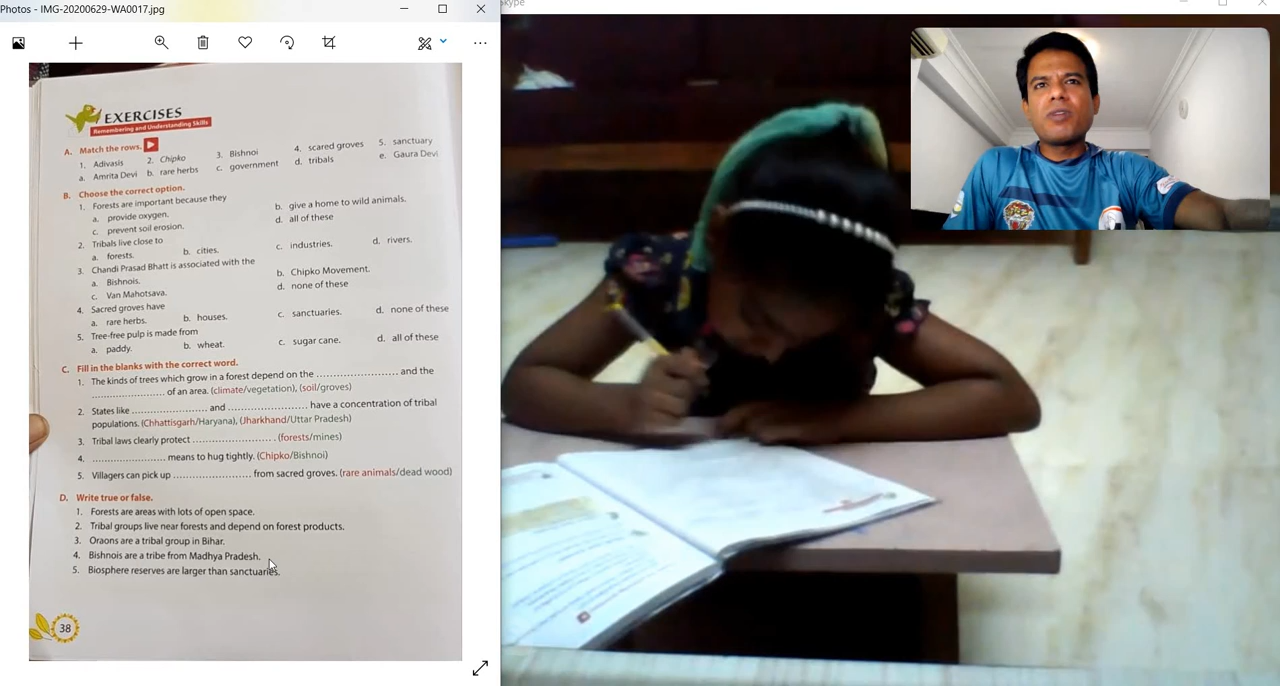 Photos - IMG-20200629-WA0017.jpg
EXERCISES
Remembering and Understanding Skills
A. Match the rows.
1. Adivasis 2. Chipko 3. Bishnoi 4. scared groves 5. sanctuary
a. Amrita Devi b. rare herbs c. government d. tribals e. Gaura Devi
B. Choose the correct option.
1. Forests are important because they
a. provide oxygen. b. give a home to wild animals.
c. prevent soil erosion. d. all of these
2. Tribals live close to
a. forests. b. cities. c. industries. d. rivers.
3. Chandi Prasad Bhatt is associated with the
a. Bishnois. b. Chipko Movement.
c. Van Mahotsava. d. none of these
4. Sacred groves have
a. rare herbs. b. houses. c. sanctuaries. d. none of these
5. Tree-free pulp is made from
a. paddy. b. wheat. c. sugar cane. d. all of these
C. Fill in the blanks with the correct word.
1. The kinds of trees which grow in a forest depend on the ........................ and the
........................ of an area. (climate/vegetation), (soil/groves)
2. States like ........................ and ........................ have a concentration of tribal
populations. (Chhattisgarh/Haryana), (Jharkhand/Uttar Pradesh)
3. Tribal laws clearly protect ........................ . (forests/mines)
4. ........................ means to hug tightly. (Chipko/Bishnoi)
5. Villagers can pick up ........................ from sacred groves. (rare animals/dead wood)
D. Write true or false.
1. Forests are areas with lots of open space.
2. Tribal groups live near forests and depend on forest products.
3. Oraons are a tribal group in Bihar.
4. Bishnois are a tribe from Madhya Pradesh.
5. Biosphere reserves are larger than sanctuaries.
38